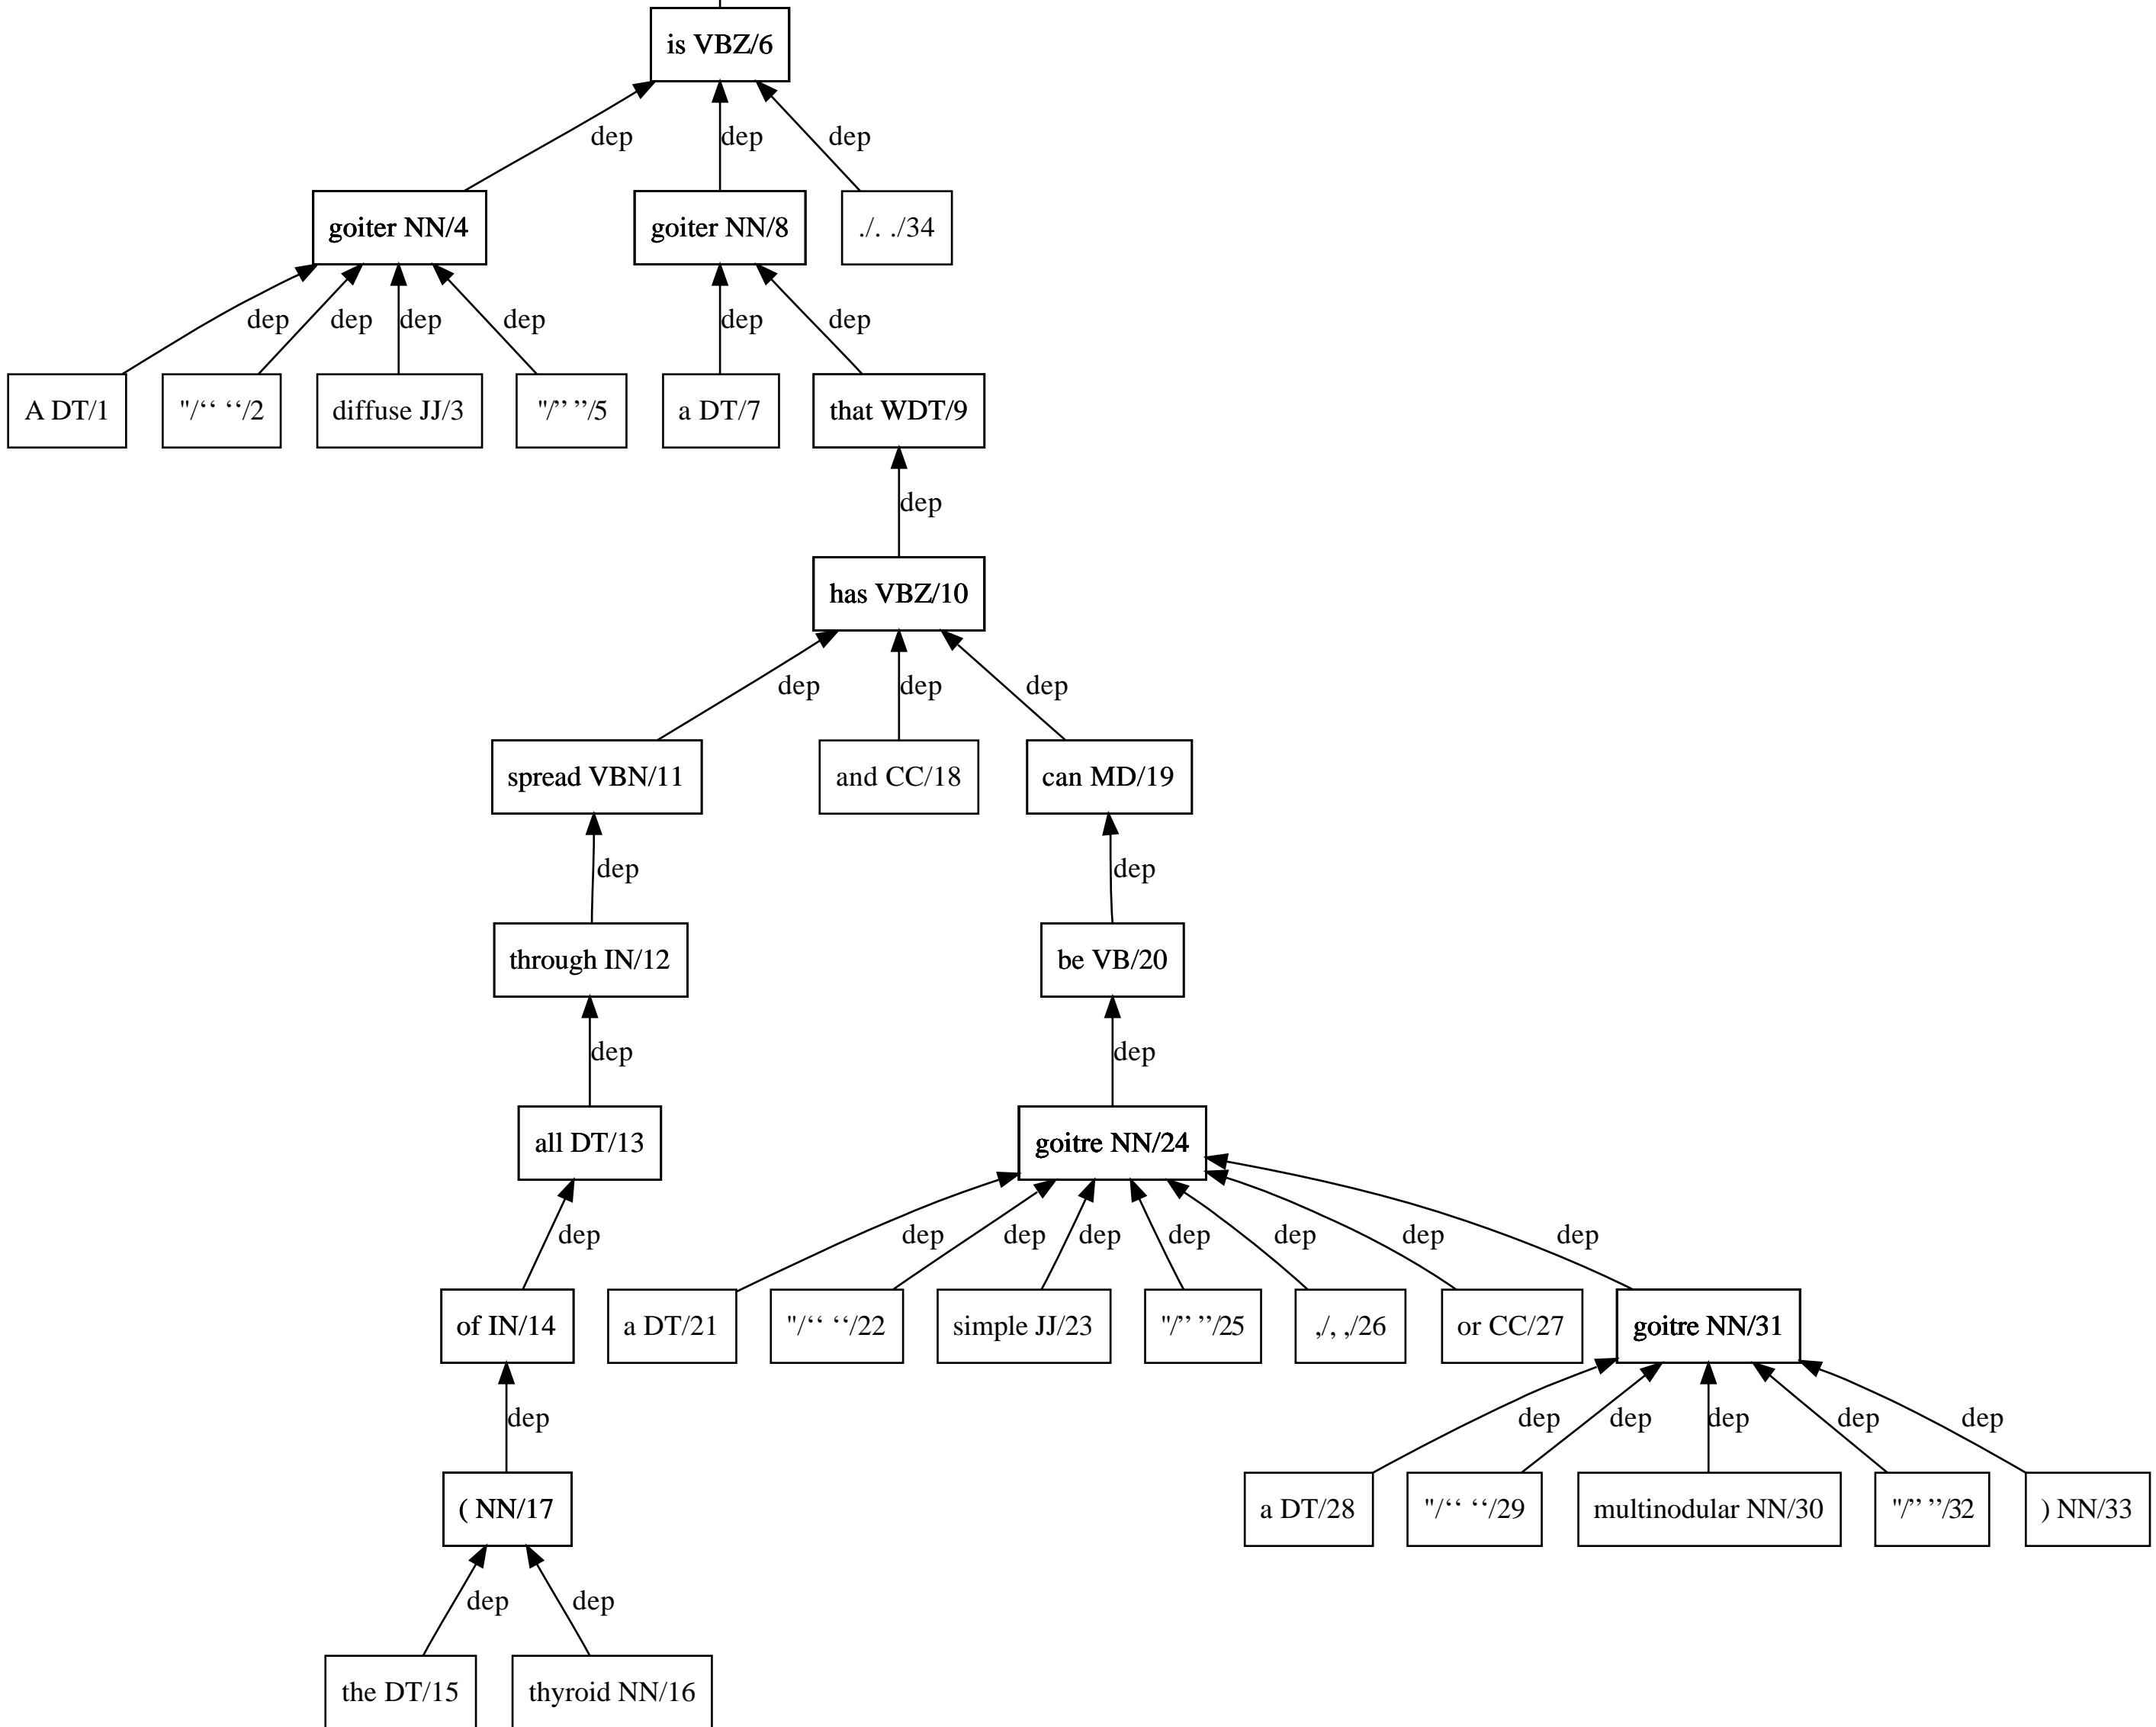 is VBZ/6
dep dep dep
goiter NN/4 goiter NN/8 ./. ./34
dep dep dep dep dep dep
A DT/1 "/“ “/2 diffuse JJ/3 "/” ”/5 a DT/7 that WDT/9
dep
has VBZ/10
dep dep dep
spread VBN/11 and CC/18 can MD/19
dep dep
through IN/12 be VB/20
dep dep
all DT/13 goitre NN/24
dep dep dep dep dep dep dep dep
of IN/14 a DT/21 "/“ “/22 simple JJ/23 "/” ”/25 ,/, ,/26 or CC/27 goitre NN/31
dep dep dep dep dep dep
( NN/17 a DT/28 "/“ “/29 multinodular NN/30 "/” ”/32 ) NN/33
dep dep
the DT/15 thyroid NN/16